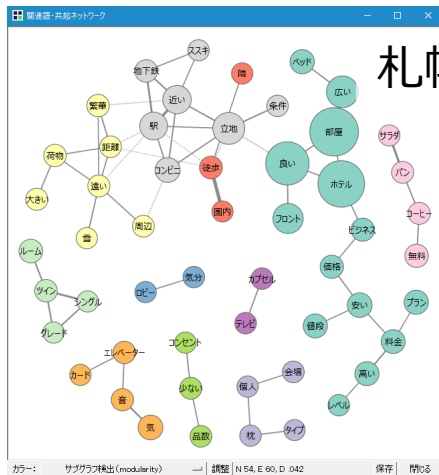 関連語・共起ネットワーク
札
ススキ
地下鉄
隣
ベッド
近い
広い
繁華
条件
駅
立地
部屋
サラダ
距離
荷物
コンビニ
徒歩
良い
パン
遠い
ホテル
大きい
圏内
フロント
コーヒー
雪
周辺
ビジネス
ルーム
無料
価格
気分
カプセル
ツイン
ロビー
シングル
安い
プラン
テレビ
値段
グレード
コンセント
料金
エレベーター
会場
カード
個人
高い
少ない
音
レベル
気
品数
枕
タイプ
カラー:
サブグラフ検出(modularity)
調整
N 54, E 60, D .042
保存
閉じる